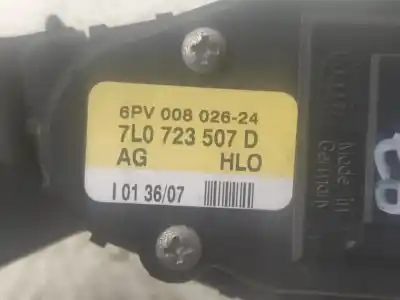 6PV 008 026-24
7L0 723 507 D
AG HLO
I 01 36/07
Made in
Germany